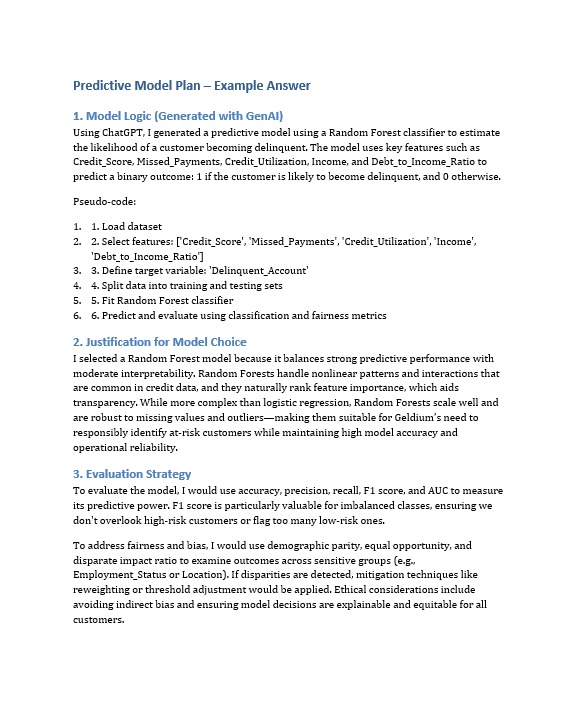 Predictive Model Plan – Example Answer
1. Model Logic (Generated with GenAI)
Using ChatGPT, I generated a predictive model using a Random Forest classifier to estimate
the likelihood of a customer becoming delinquent. The model uses key features such as
Credit_Score, Missed_Payments, Credit_Utilization, Income, and Debt_to_Income_Ratio to
predict a binary outcome: 1 if the customer is likely to become delinquent, and 0 otherwise.
Pseudo-code:
1. 1. Load dataset
2. 2. Select features: ['Credit_Score', 'Missed_Payments', 'Credit_Utilization', 'Income',
'Debt_to_Income_Ratio']
3. 3. Define target variable: 'Delinquent_Account'
4. 4. Split data into training and testing sets
5. 5. Fit Random Forest classifier
6. 6. Predict and evaluate using classification and fairness metrics
2. Justification for Model Choice
I selected a Random Forest model because it balances strong predictive performance with
moderate interpretability. Random Forests handle nonlinear patterns and interactions that
are common in credit data, and they naturally rank feature importance, which aids
transparency. While more complex than logistic regression, Random Forests scale well and
are robust to missing values and outliers—making them suitable for Geldium's need to
responsibly identify at-risk customers while maintaining high model accuracy and
operational reliability.
3. Evaluation Strategy
To evaluate the model, I would use accuracy, precision, recall, F1 score, and AUC to measure
its predictive power. F1 score is particularly valuable for imbalanced classes, ensuring we
don't overlook high-risk customers or flag too many low-risk ones.
To address fairness and bias, I would use demographic parity, equal opportunity, and
disparate impact ratio to examine outcomes across sensitive groups (e.g.,
Employment_Status or Location). If disparities are detected, mitigation techniques like
reweighting or threshold adjustment would be applied. Ethical considerations include
avoiding indirect bias and ensuring model decisions are explainable and equitable for all
customers.